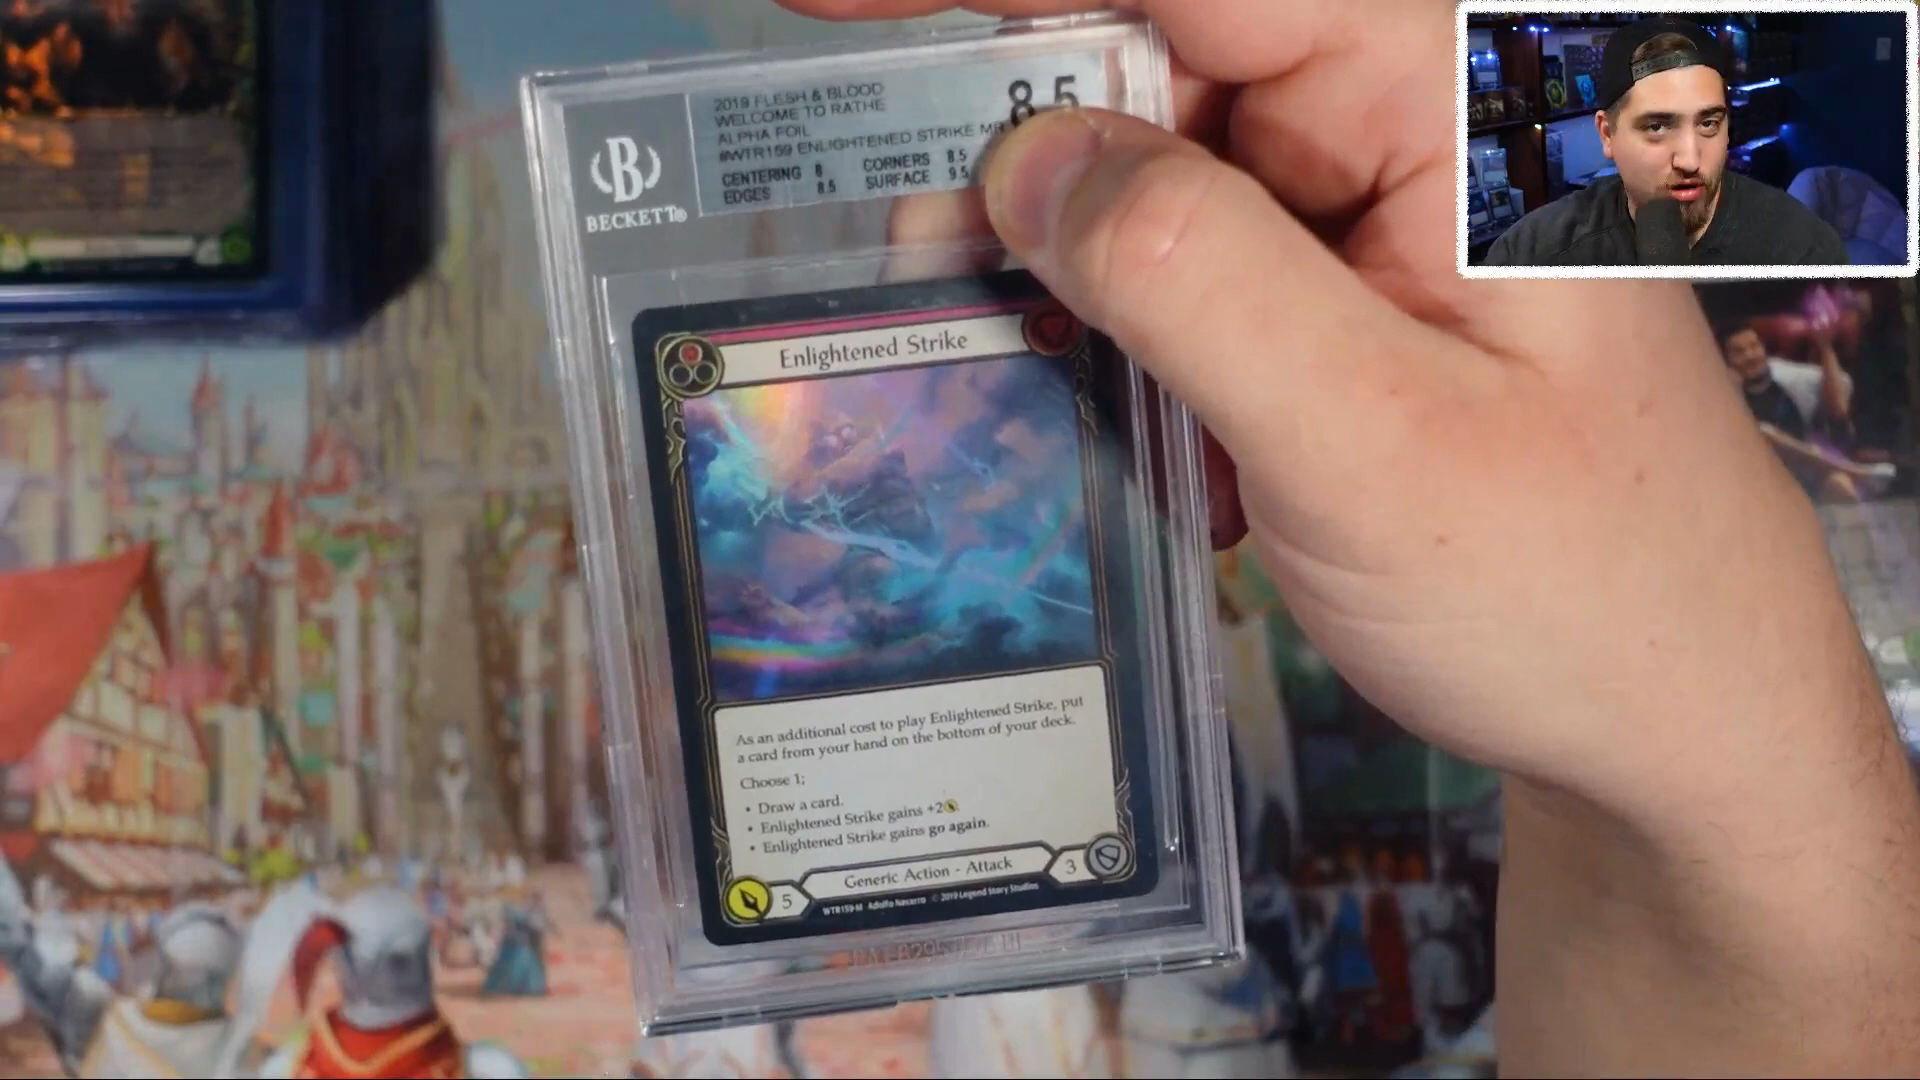 2019 FLESH & BLOOD
WELCOME TO RATHE
ALPHA FOIL
#WTR159 ENLIGHTENED STRIKE MR
8.5
CENTERING 8 CORNERS 8.5
EDGES 8.5 SURFACE 9.5
B
BECKETT®
Enlightened Strike
As an additional cost to play Enlightened Strike, put
a card from your hand on the bottom of your deck.
Choose 1;
• Draw a card.
• Enlightened Strike gains +2
• Enlightened Strike gains go again.
Generic Action - Attack
5
3
WTR159-M Adolfo Navarro © 2019 Legend Story Studios